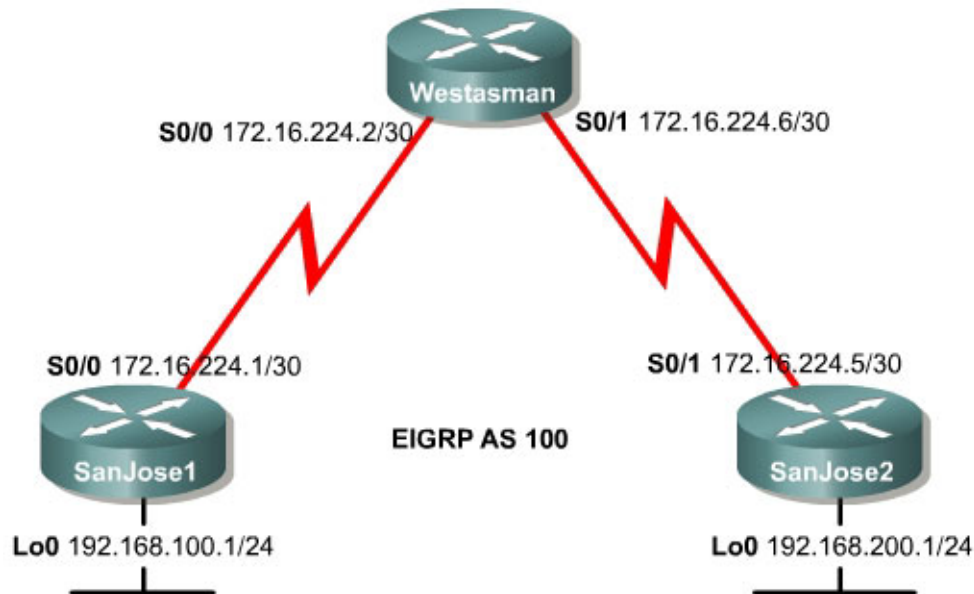 Westasman
S0/0 172.16.224.2/30
S0/1 172.16.224.6/30
S0/0 172.16.224.1/30
S0/1 172.16.224.5/30
EIGRP AS 100
SanJose1
SanJose2
Lo0 192.168.100.1/24
Lo0 192.168.200.1/24